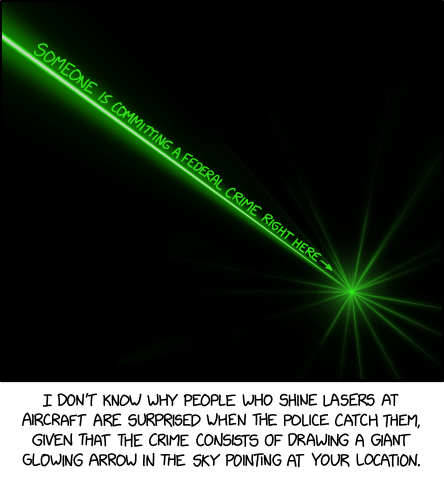 SOMEONE IS COMMITTING A FEDERAL CRIME RIGHT HERE →
I DON'T KNOW WHY PEOPLE WHO SHINE LASERS AT
AIRCRAFT ARE SURPRISED WHEN THE POLICE CATCH THEM,
GIVEN THAT THE CRIME CONSISTS OF DRAWING A GIANT
GLOWING ARROW IN THE SKY POINTING AT YOUR LOCATION.